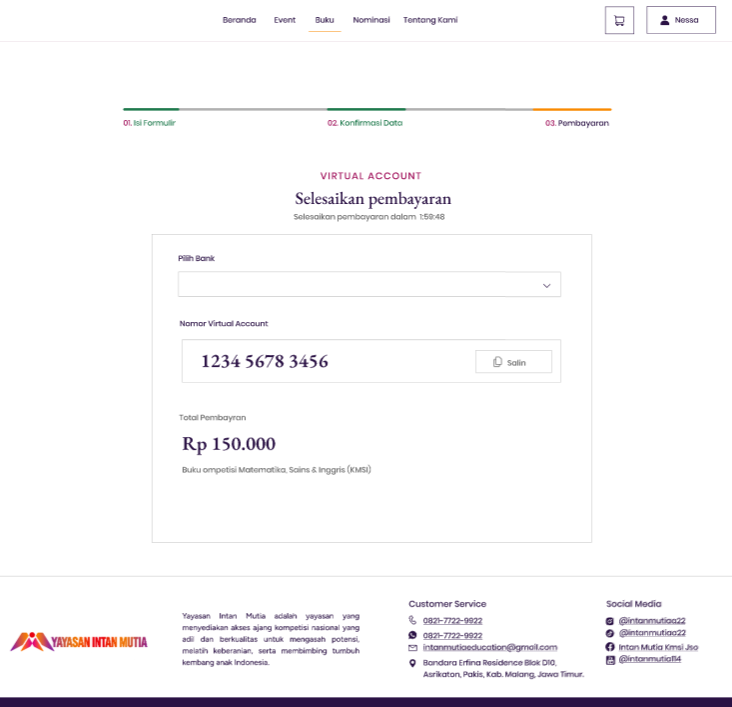 Beranda Event Buku Nominasi Tentang Kami Nessa
01. Isi Formulir 02. Konfirmasi Data 03. Pembayaran
VIRTUAL ACCOUNT
Selesaikan pembayaran
Selesaikan pembayaran dalam 1:59:48
Pilih Bank
Nomor Virtual Account
1234 5678 3456 Salin
Total Pembayran
Rp 150.000
Buku ompetisi Matematika, Sains & Inggris (KMSI)
YAYASAN INTAN MUTIA
Yayasan Intan Mutia adalah yayasan yang
menyediakan akses ajang kompetisi nasional yang
adil dan berkualitas untuk mengasah potensi,
melatih keberanian, serta membimbing tumbuh
kembang anak Indonesia.
Customer Service
0821-7722-9922
0821-7722-9922
intanmutiaeducation@gmail.com
Bandara Erfina Residence Blok D10,
Asrikaton, Pakis, Kab. Malang, Jawa Timur.
Social Media
@intanmutiaa22
@intanmutiaa22
Intan Mutia Kmsi Jso
@intanmutia114